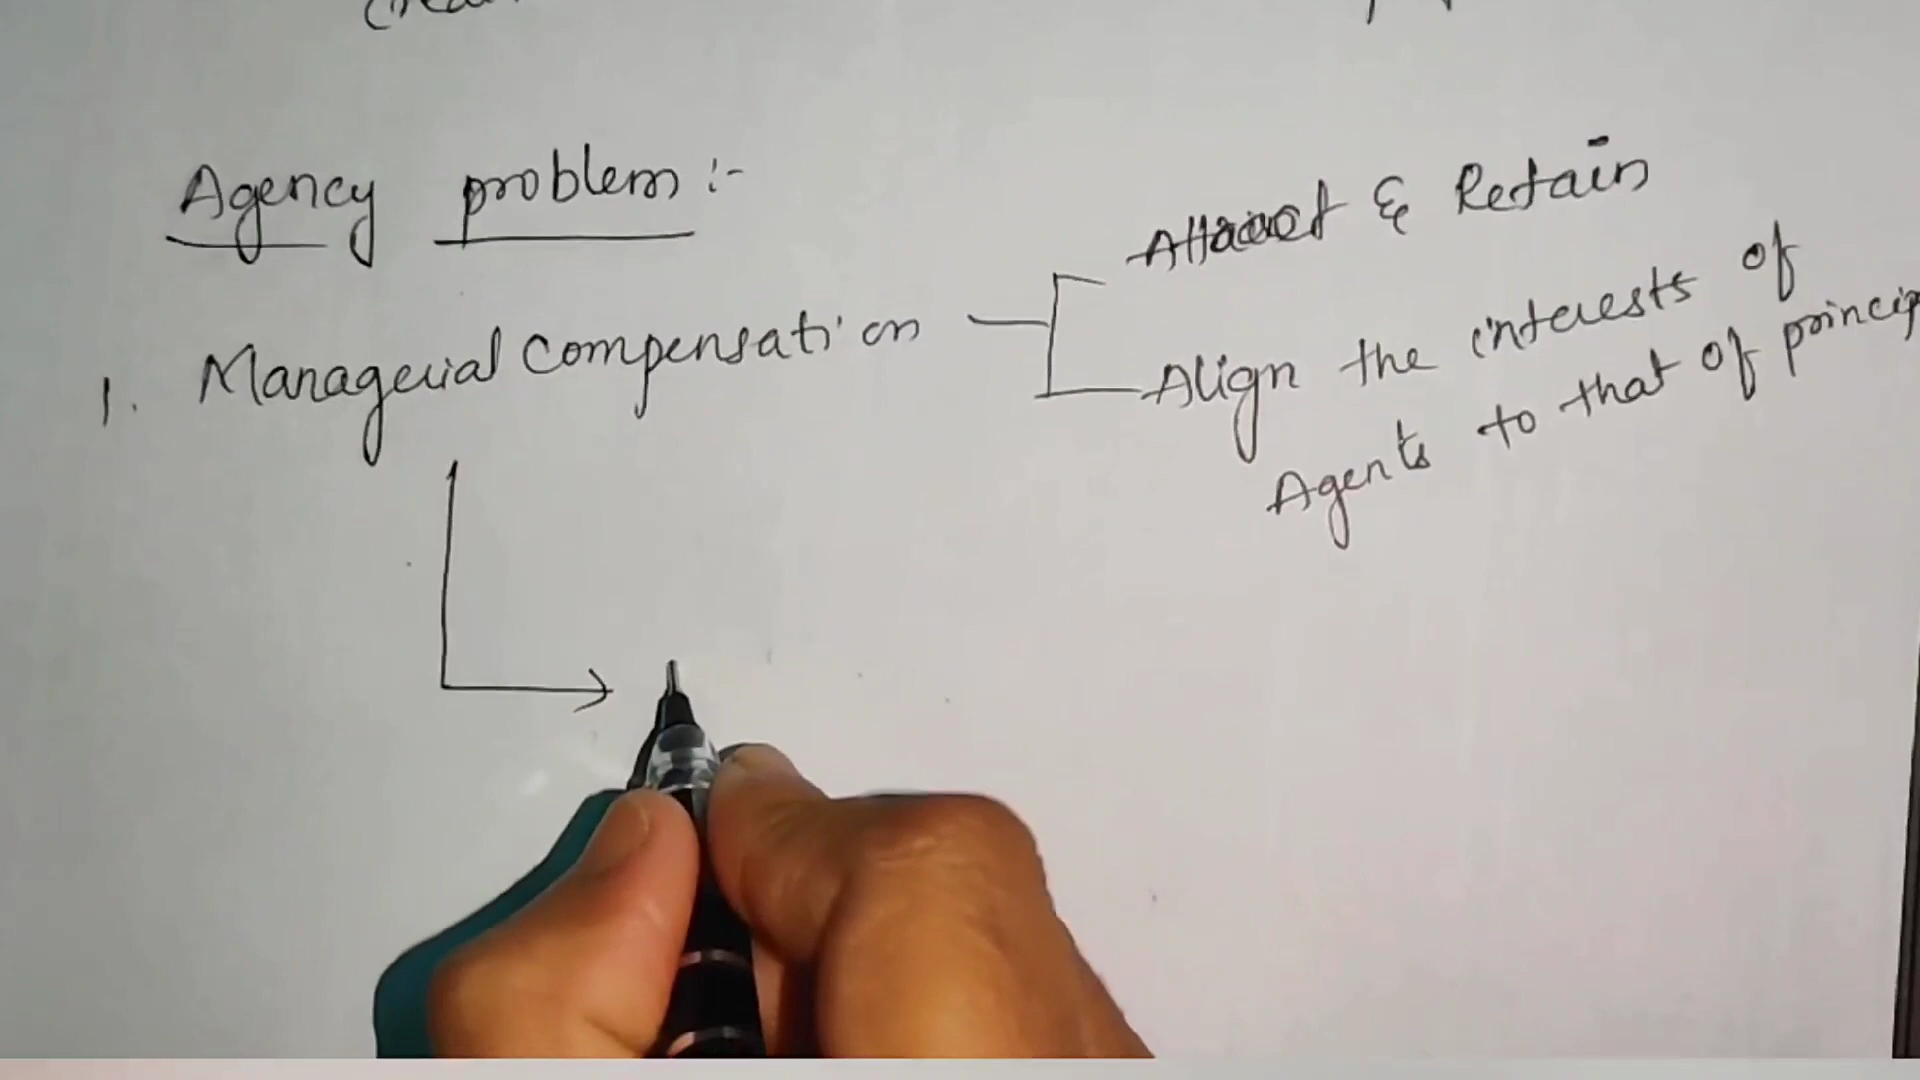 Agency problem :-
1. Managerial Compensation
Attract & Retain
Align the interests of
Agents to that of princip